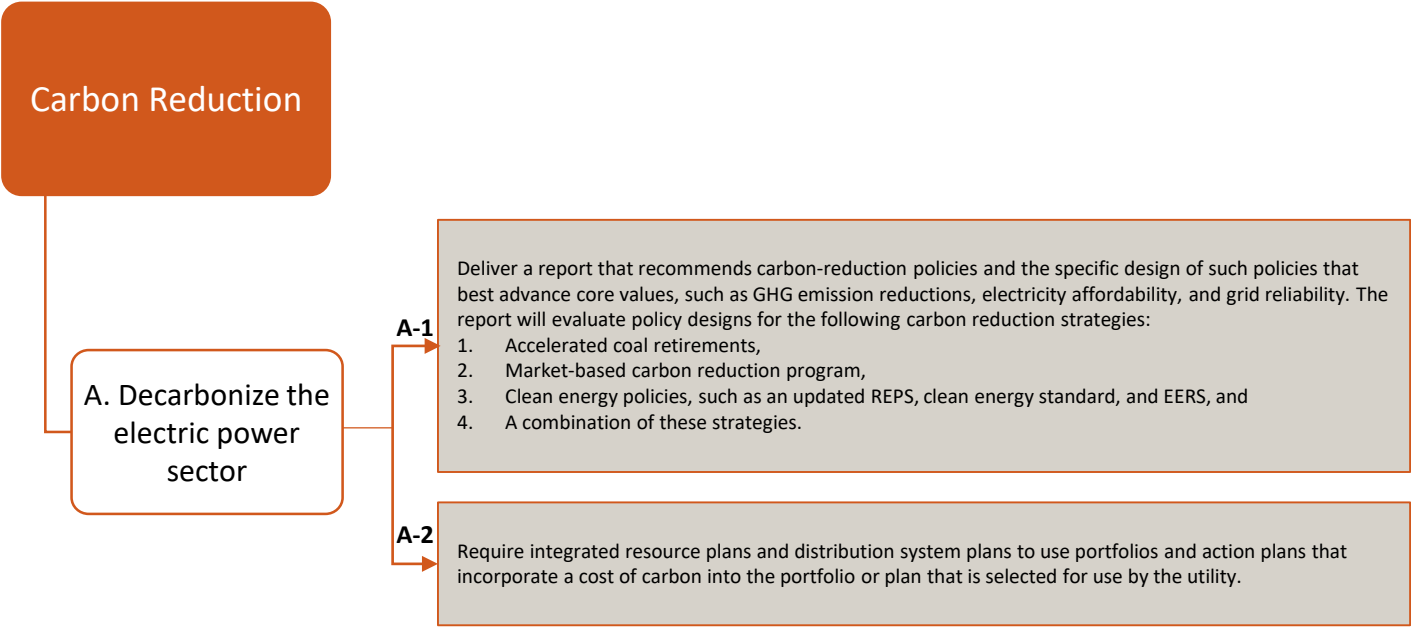 Carbon Reduction
A. Decarbonize the
electric power
sector
A-1
Deliver a report that recommends carbon-reduction policies and the specific design of such policies that
best advance core values, such as GHG emission reductions, electricity affordability, and grid reliability. The
report will evaluate policy designs for the following carbon reduction strategies:
1. Accelerated coal retirements,
2. Market-based carbon reduction program,
3. Clean energy policies, such as an updated REPS, clean energy standard, and EERS, and
4. A combination of these strategies.
A-2
Require integrated resource plans and distribution system plans to use portfolios and action plans that
incorporate a cost of carbon into the portfolio or plan that is selected for use by the utility.